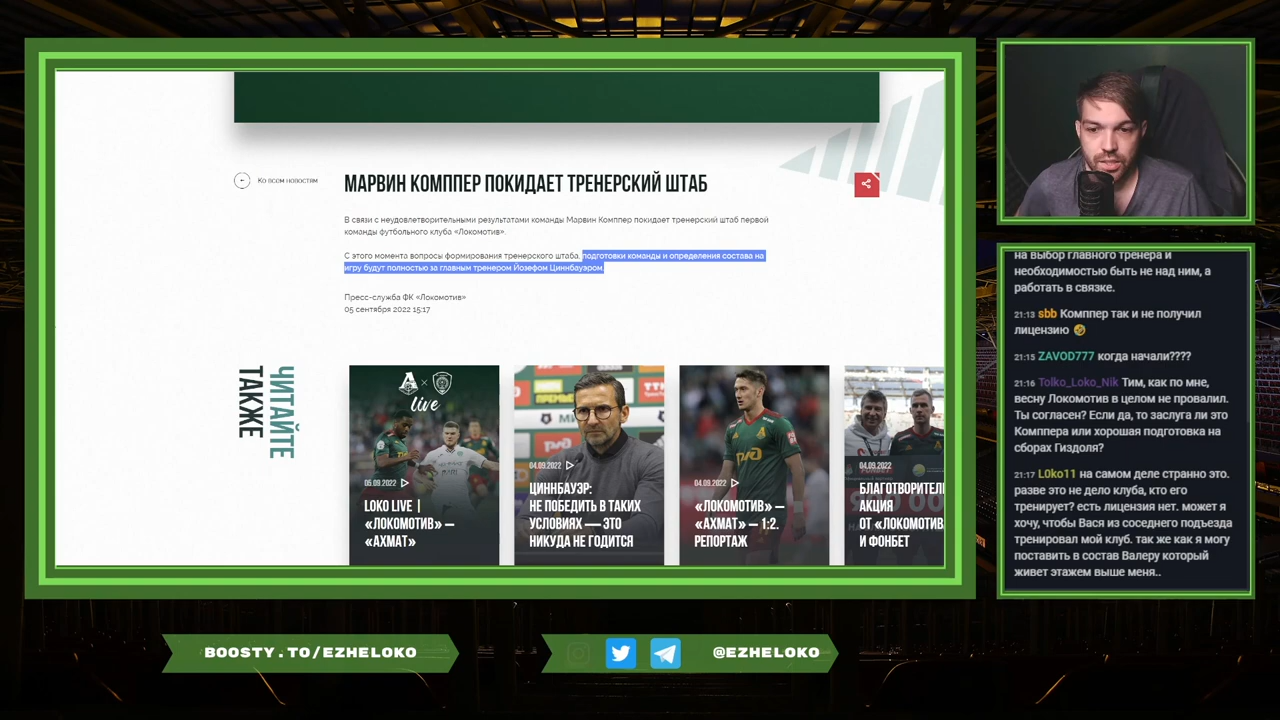 Ко всем новостям
МАРВИН КОМППЕР ПОКИДАЕТ ТРЕНЕРСКИЙ ШТАБ
В связи с неудовлетворительными результатами команды Марвин Комппер покидает тренерский штаб первой
команды футбольного клуба «Локомотив».
С этого момента вопросы формирования тренерского штаба, подготовки команды и определения состава на
игру будут полностью за главным тренером Йозефом Циннбауэром.
Пресс-служба ФК «Локомотив»
05 сентября 2022 15:17
ЧИТАЙТЕ
ТАКЖЕ
live
05.09.2022
LOKO LIVE |
«ЛОКОМОТИВ» –
«АХМАТ»
04.09.2022
ЦИННБАУЭР:
НЕ ПОБЕДИТЬ В ТАКИХ
УСЛОВИЯХ — ЭТО
НИКУДА НЕ ГОДИТСЯ
04.09.2022
«ЛОКОМОТИВ» –
«АХМАТ» – 1:2.
РЕПОРТАЖ
04.09.2022
БЛАГОТВОРИТЕЛ
АКЦИЯ
ОТ «ЛОКОМОТИВ
И ФОНБЕТ
на выбор главного тренера и
необходимостью быть не над ним, а
работать в связке.
21:13 sbb Комппер так и не получил
лицензию 🤣
21:15 ZAVOD777 когда начали????
21:16 Tolko_Loko_Nik Тим, как по мне,
весну Локомотив в целом не провалил.
Ты согласен? Если да, то заслуга ли это
Комппера или хорошая подготовка на
сборах Гиздоля?
21:17 L0ko11 на самом деле странно это.
разве это не дело клуба, кто его
тренирует? есть лицензия нет. может я
хочу, чтобы Вася из соседнего подъезда
тренировал мой клуб. так же как я могу
поставить в состав Валеру который
живет этажем выше меня..
BOOSTY.TO/EZHELOKO
@EZHELOKO